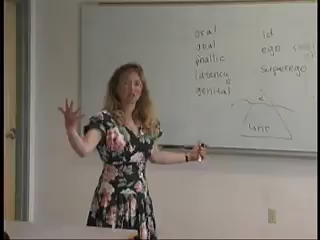 oral
anal
phallic
latency
genital
id
ego
superego